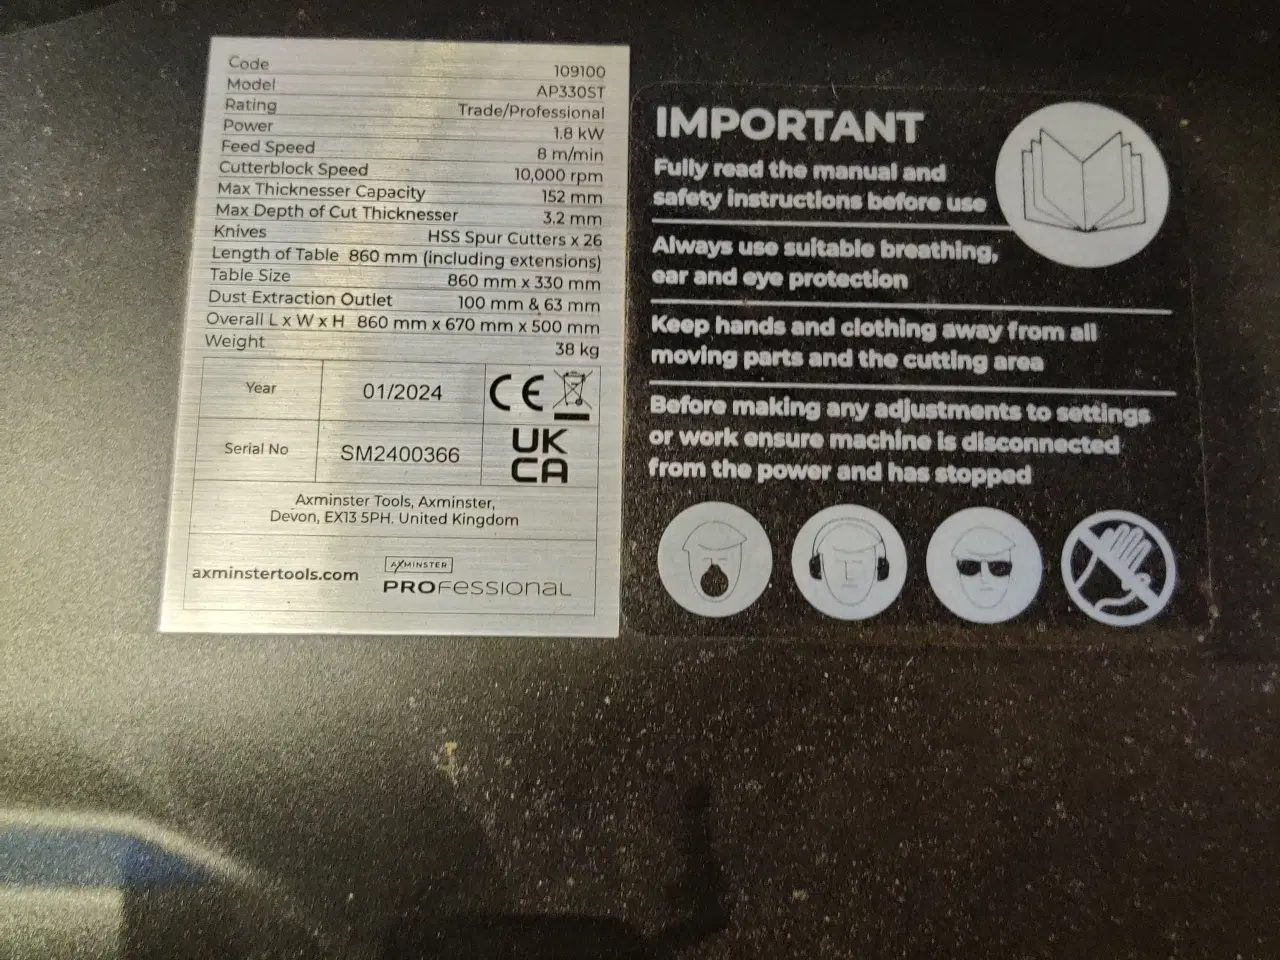 Code 109100
Model AP330ST
Rating Trade/Professional
Power 1.8 kW
Feed Speed 8 m/min
Cutterblock Speed 10,000 rpm
Max Thicknesser Capacity 152 mm
Max Depth of Cut Thicknesser 3.2 mm
Knives HSS Spur Cutters x 26
Length of Table 860 mm (including extensions)
Table Size 860 mm x 330 mm
Dust Extraction Outlet 100 mm & 63 mm
Overall L x W x H 860 mm x 670 mm x 500 mm
Weight 38 kg
Year 01/2024 CE
Serial No SM2400366 UK
CA
Axminster Tools, Axminster,
Devon, EX13 5PH. United Kingdom
axminstertools.com
AXMINSTER
PROFESSIONAL
IMPORTANT
Fully read the manual and
safety instructions before use
Always use suitable breathing,
ear and eye protection
Keep hands and clothing away from all
moving parts and the cutting area
Before making any adjustments to settings
or work ensure machine is disconnected
from the power and has stopped